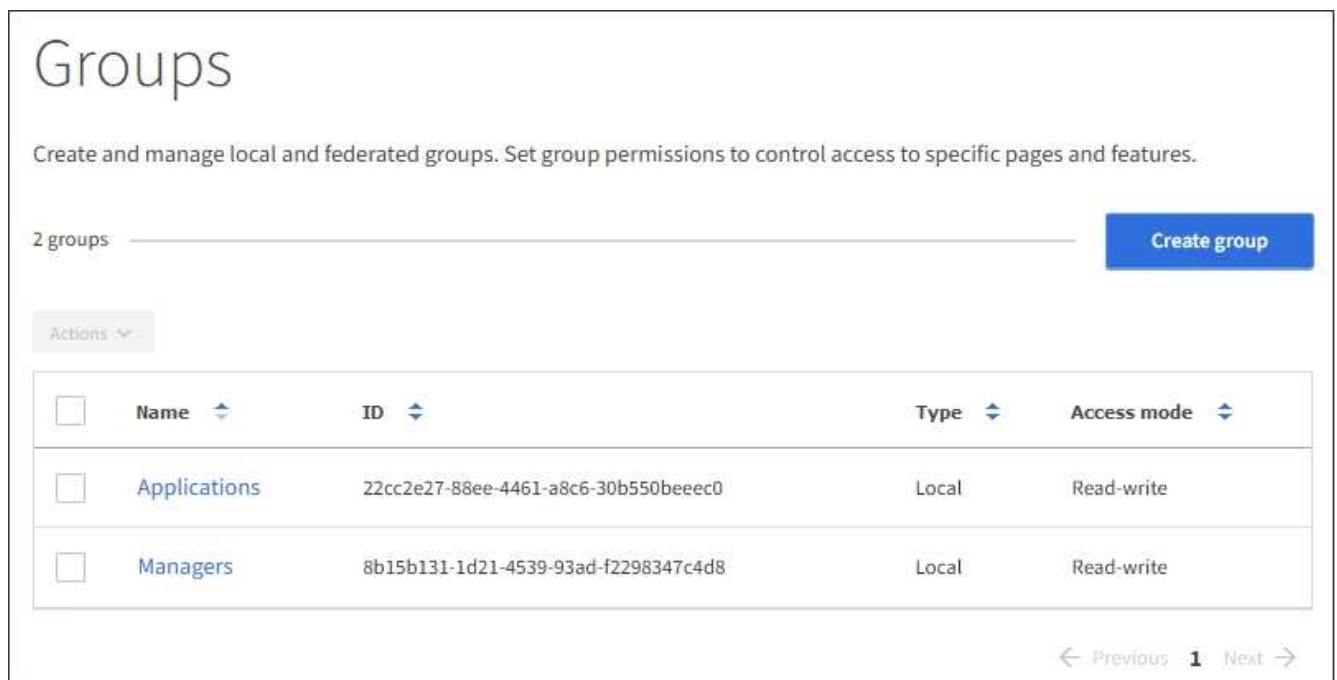 Groups
Create and manage local and federated groups. Set group permissions to control access to specific pages and features.
2 groups
Create group
Actions
Name ID Type Access mode
Applications 22cc2e27-88ee-4461-a8c6-30b550beeec0 Local Read-write
Managers 8b15b131-1d21-4539-93ad-f2298347c4d8 Local Read-write
← Previous 1 Next →